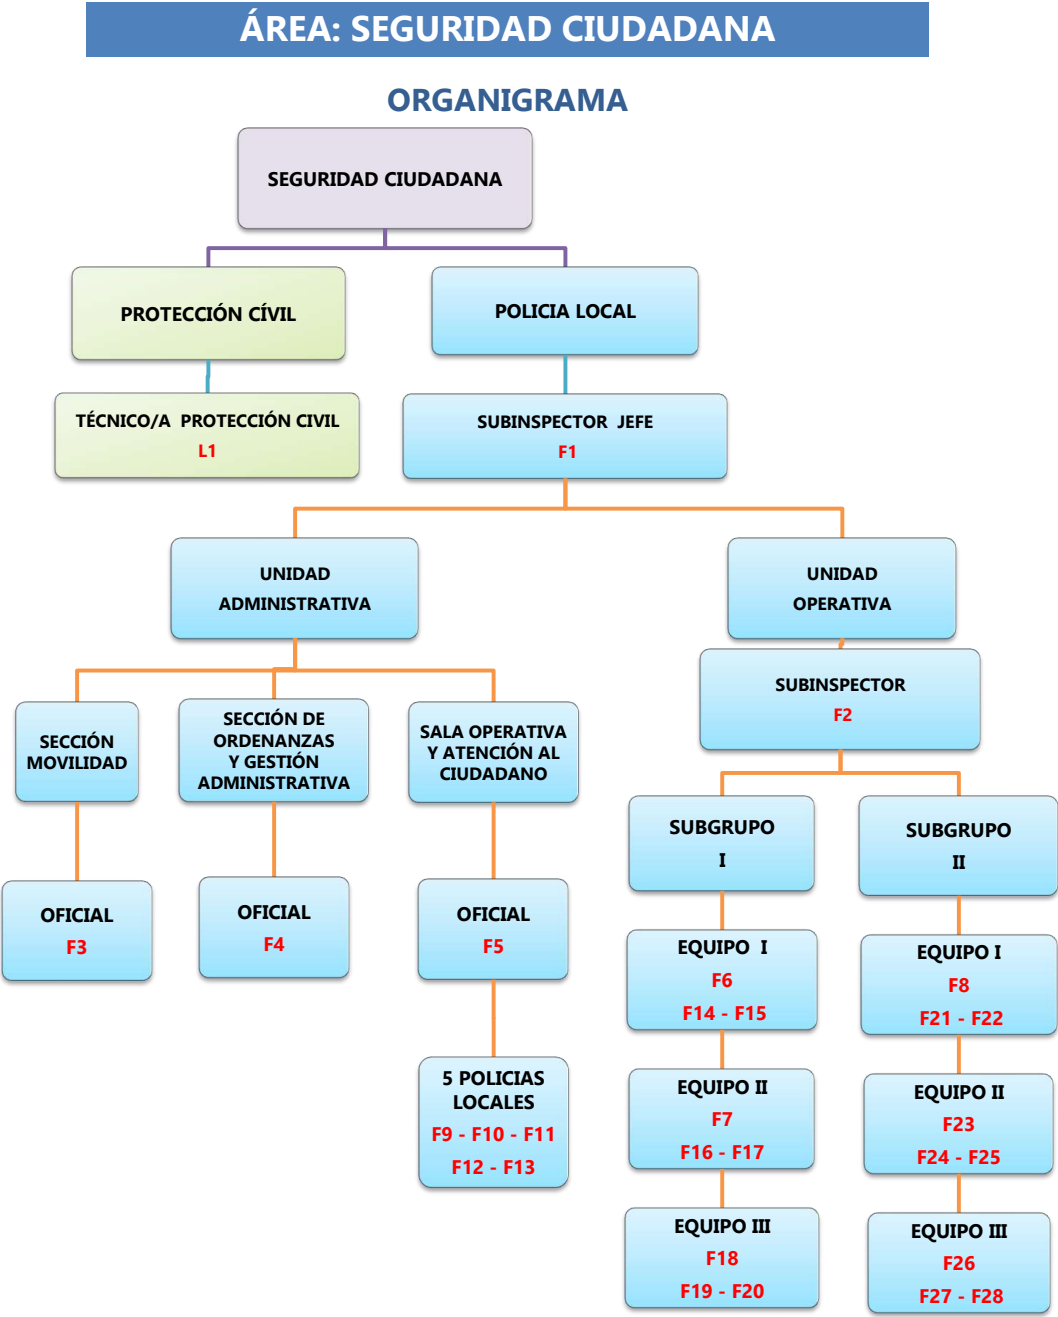 ÁREA: SEGURIDAD CIUDADANA
ORGANIGRAMA
SEGURIDAD CIUDADANA
PROTECCIÓN CÍVIL
POLICIA LOCAL
TÉCNICO/A PROTECCIÓN CIVIL
L1
SUBINSPECTOR JEFE
F1
UNIDAD
ADMINISTRATIVA
UNIDAD
OPERATIVA
SUBINSPECTOR
F2
SECCIÓN
MOVILIDAD
SECCIÓN DE
ORDENANZAS
Y GESTIÓN
ADMINISTRATIVA
SALA OPERATIVA
Y ATENCIÓN AL
CIUDADANO
SUBGRUPO
I
SUBGRUPO
II
OFICIAL
F3
OFICIAL
F4
OFICIAL
F5
EQUIPO I
F6
F14 - F15
EQUIPO I
F8
F21 - F22
5 POLICIAS
LOCALES
F9 - F10 - F11
F12 - F13
EQUIPO II
F7
F16 - F17
EQUIPO II
F23
F24 - F25
EQUIPO III
F18
F19 - F20
EQUIPO III
F26
F27 - F28